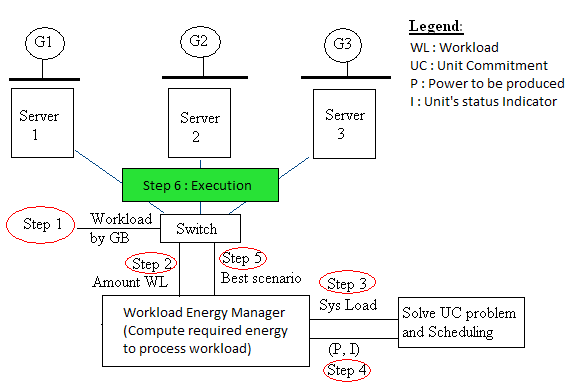 G1
G2
G3
Legend:
WL : Workload
UC : Unit Commitment
P : Power to be produced
I : Unit's status Indicator
Server
1
Server
2
Server
3
Step 6 : Execution
Step 1
Workload
by GB
Switch
Step 2
Amount WL
Step 5
Best scenario
Step 3
Sys Load
Workload Energy Manager
(Compute required energy
to process workload)
Solve UC problem
and Scheduling
(P, I)
Step 4